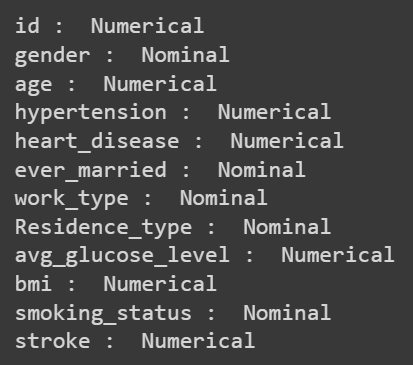 id :  Numerical
gender :  Nominal
age :  Numerical
hypertension :  Numerical
heart_disease :  Numerical
ever_married :  Nominal
work_type :  Nominal
Residence_type :  Nominal
avg_glucose_level :  Numerical
bmi :  Numerical
smoking_status :  Nominal
stroke :  Numerical